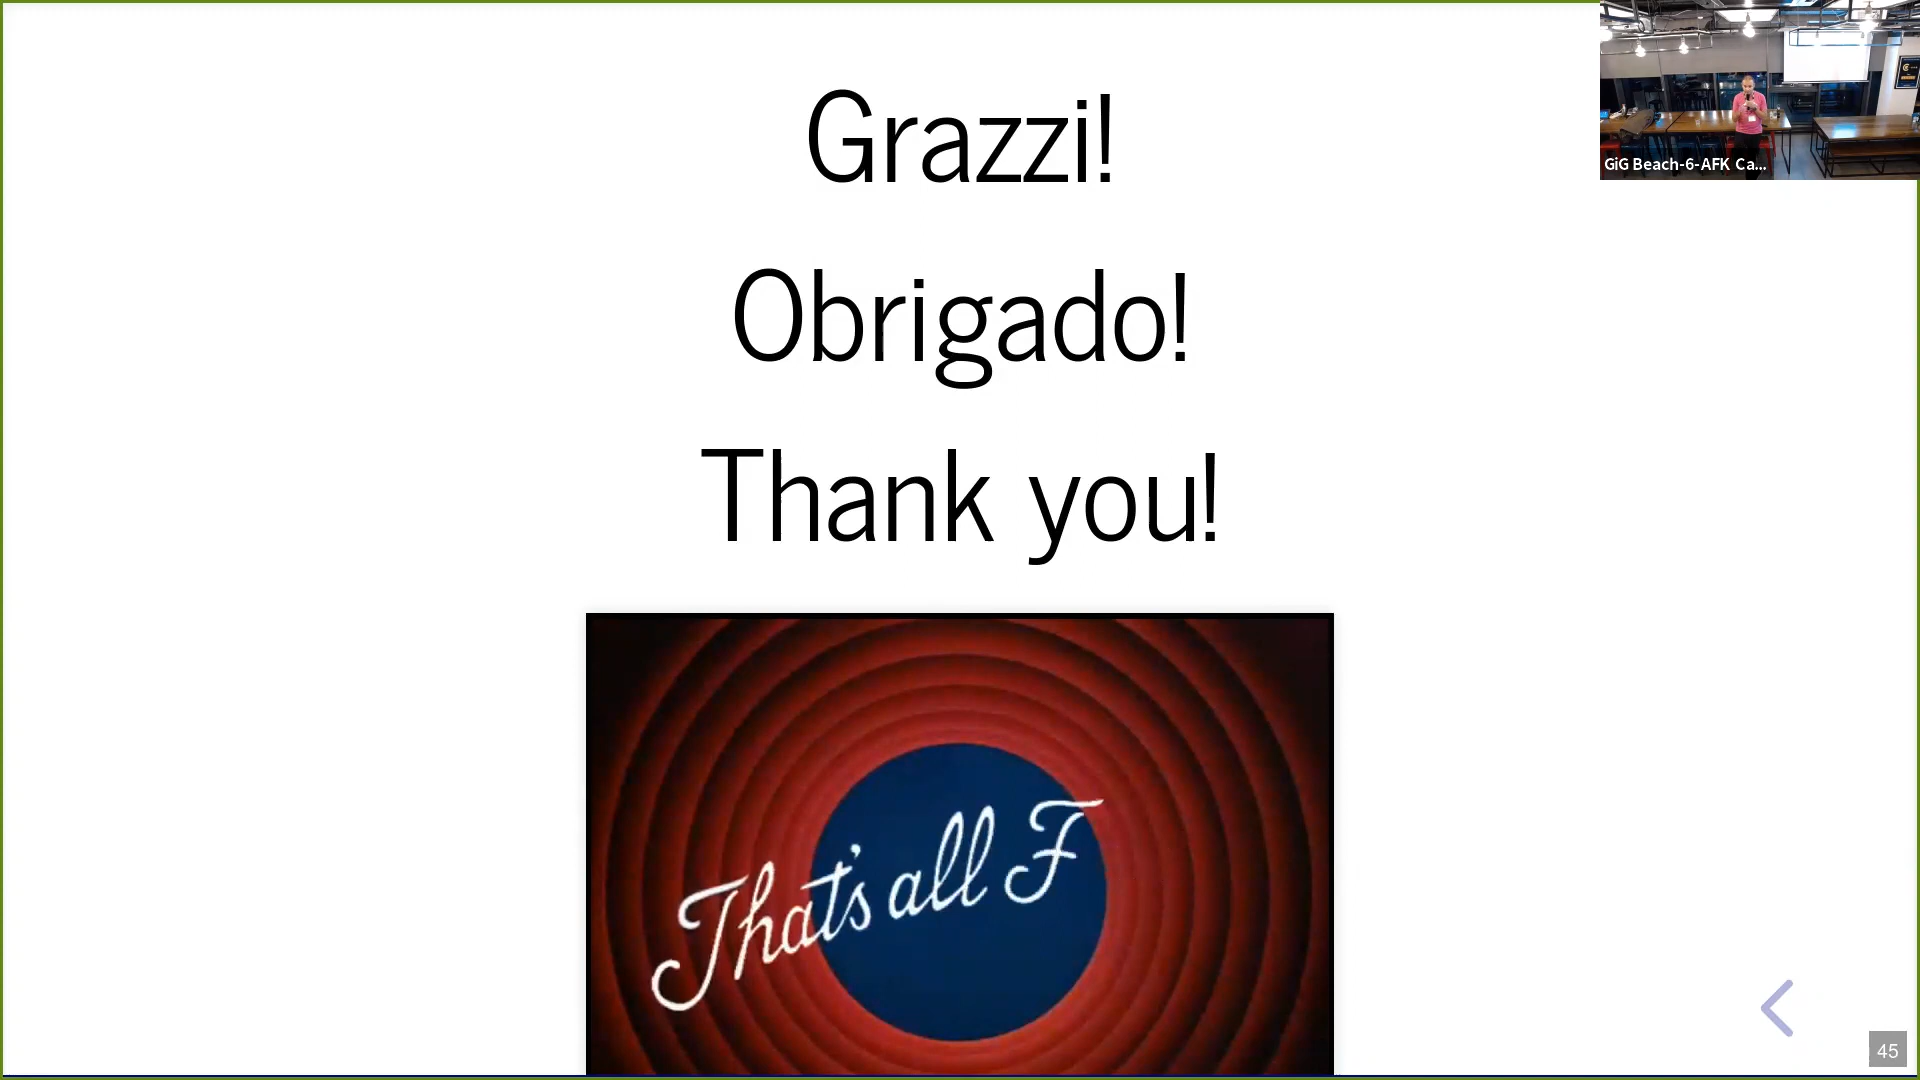 Grazzi!
Obrigado!
Thank you!
That's all F
GiG Beach-6-AFK Ca...
45